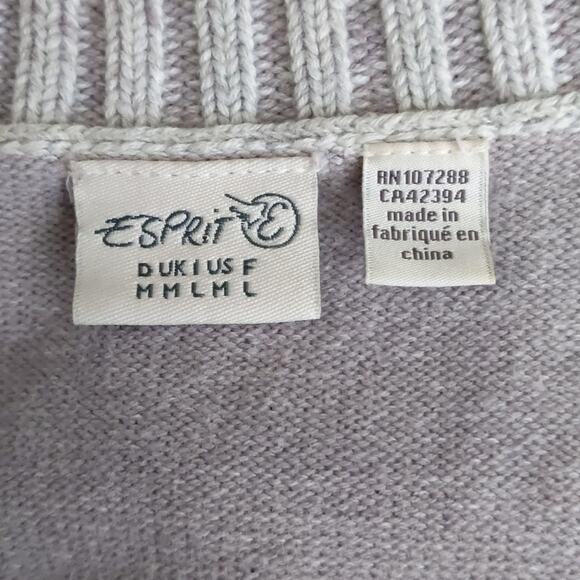 ESPRIT E
D UK I US F
M M L M L
RN107288
CA42394
made in
fabriqué en
china